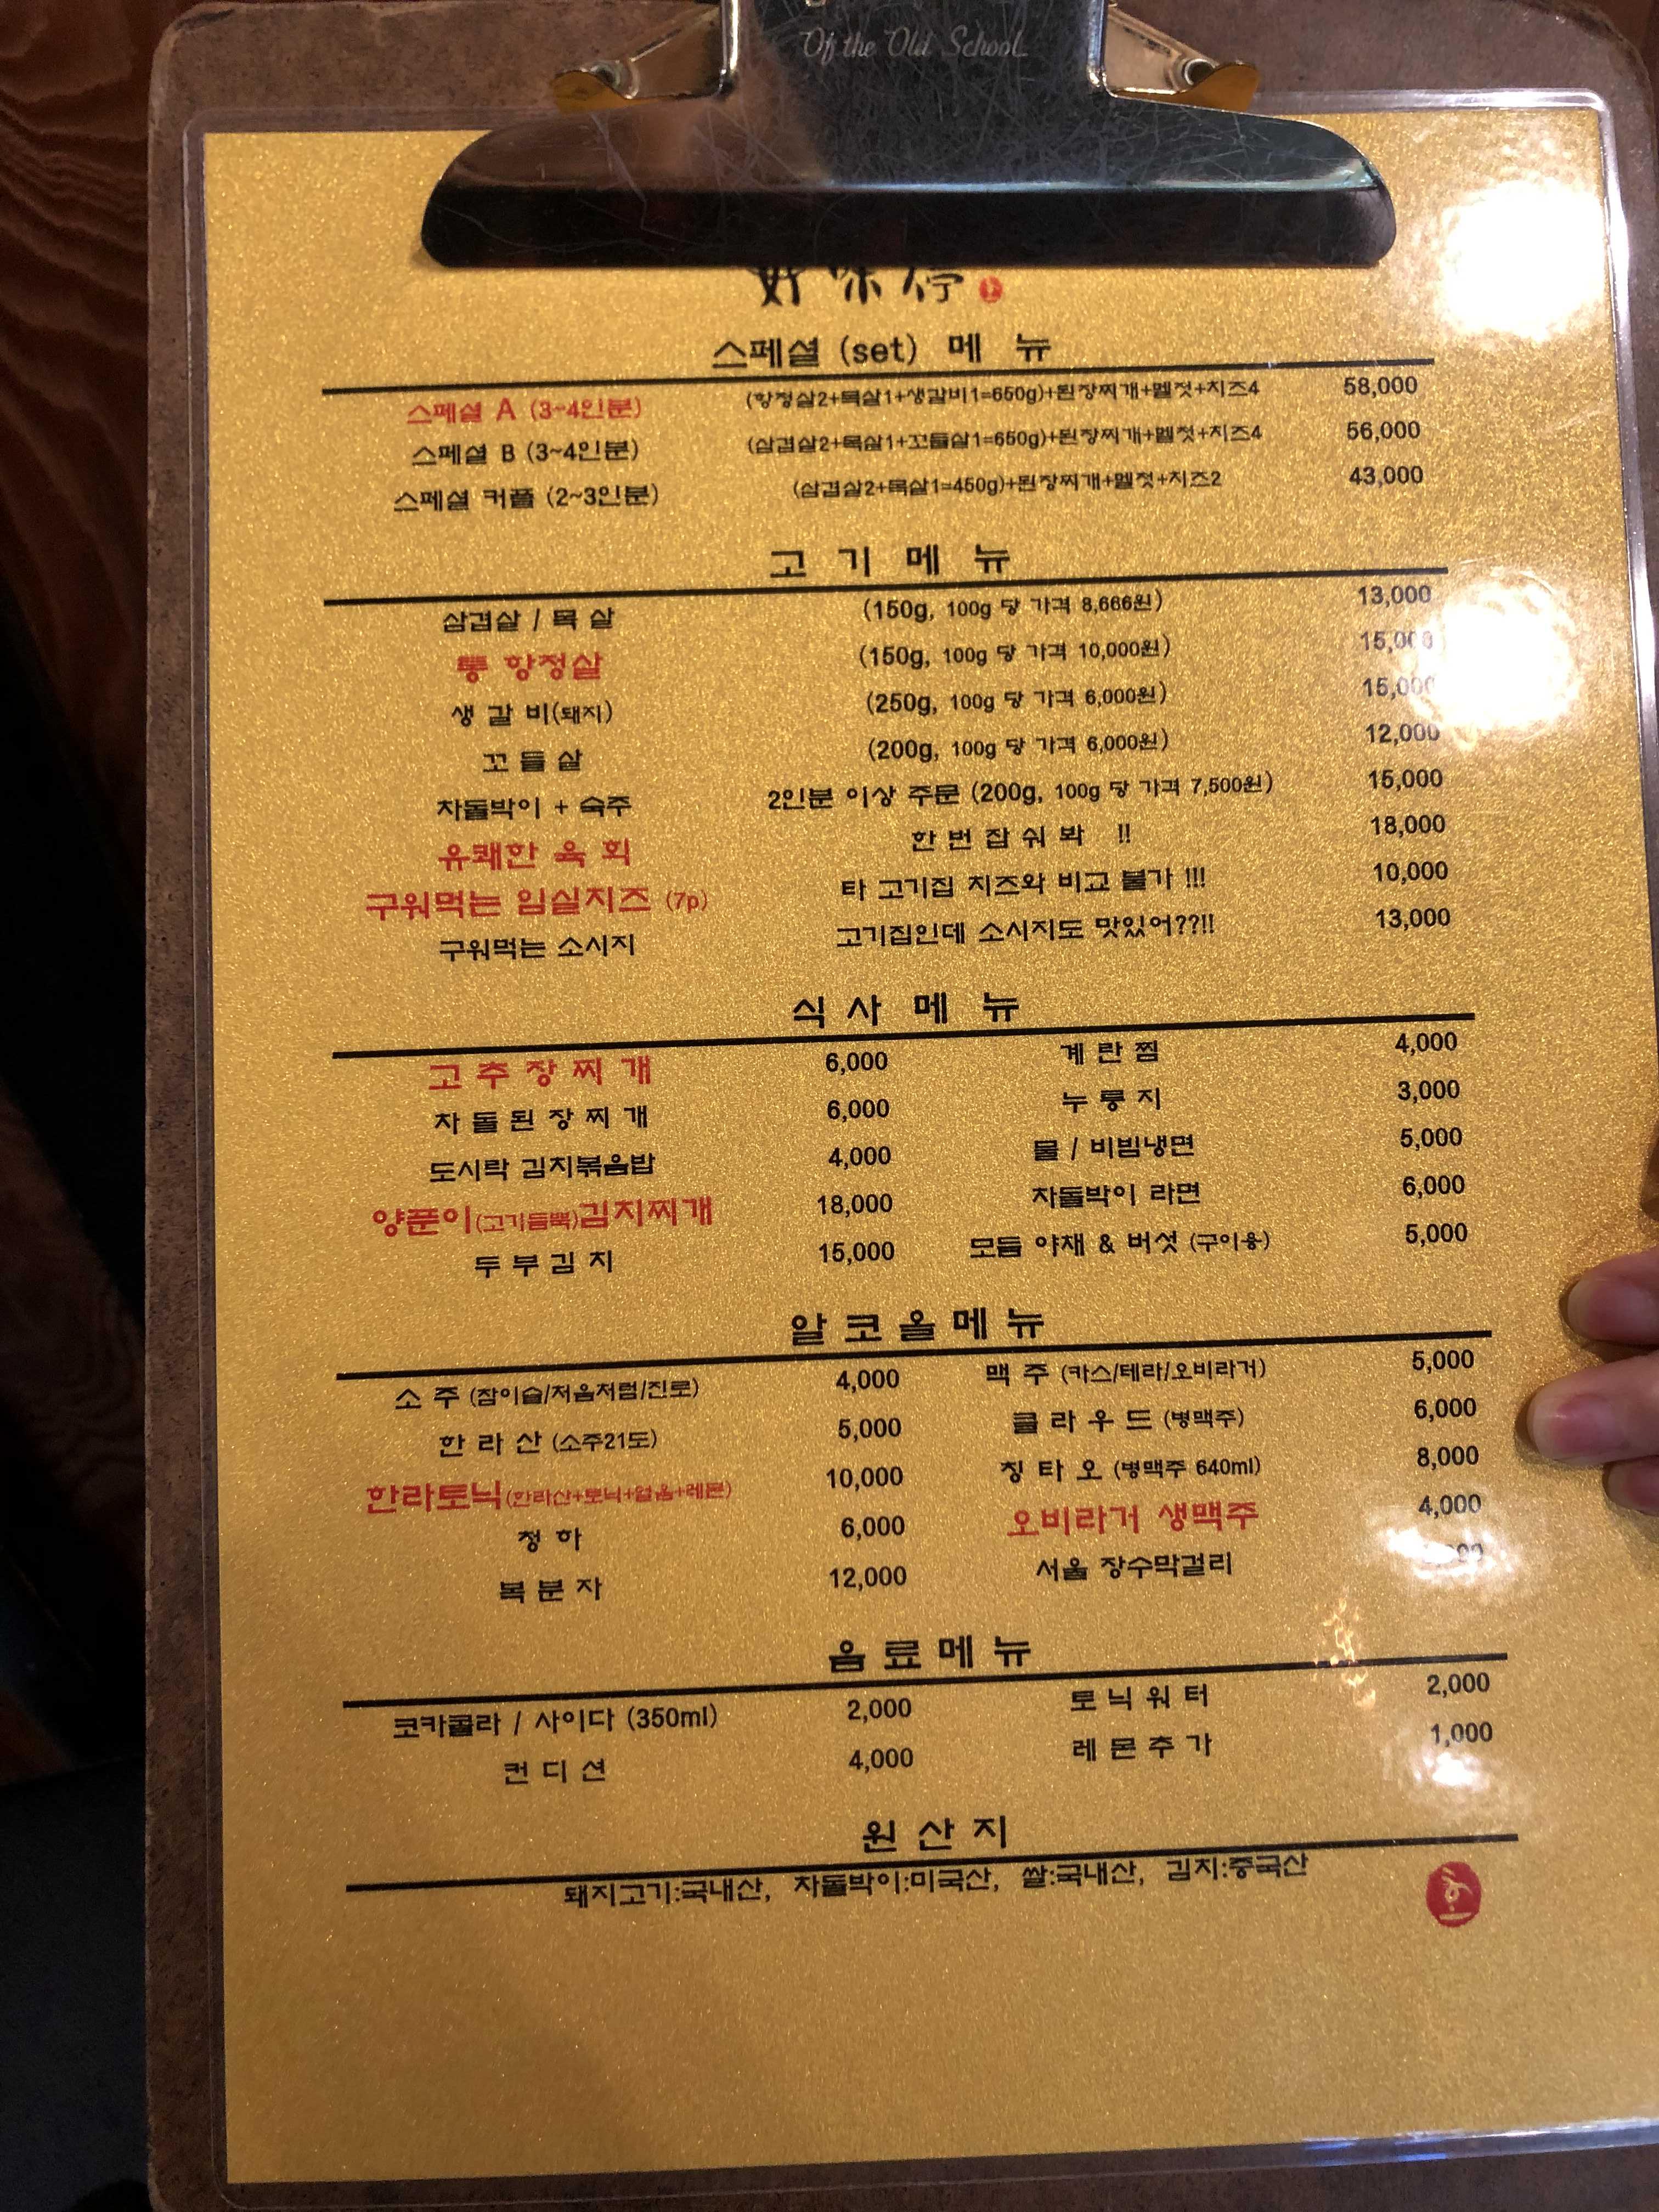 Of the Old School
好味亭
스페셜 (set) 메 뉴
스페셜 A (3~4인분) (항정살2+목살1+생갈비1=650g)+된장찌개+멜젓+치즈4 58,000
스페셜 B (3~4인분) (삼겹살2+목살1+꼬들살1=650g)+된장찌개+멜젓+치즈4 56,000
스페셜 커플 (2~3인분) (삼겹살2+목살1=450g)+된장찌개+멜젓+치즈2 43,000
고 기 메 뉴
삼겹살 / 목 살 (150g, 100g 당 가격 8,666원) 13,000
통 항정살 (150g, 100g 당 가격 10,000원) 15,000
생 갈 비(돼지) (250g, 100g 당 가격 6,000원) 15,000
꼬 들 살 (200g, 100g 당 가격 6,000원) 12,000
차돌박이 + 숙주 2인분 이상 주문 (200g, 100g 당 가격 7,500원) 15,000
유쾌한 육 회 한 번 잡 숴 봐 !! 18,000
구워먹는 임실치즈 (7p) 타 고기집 치즈와 비교 불가 !!! 10,000
구워먹는 소시지 고기집인데 소시지도 맛있어??!! 13,000
식 사 메 뉴
고 추 장 찌 개 6,000 계 란 찜 4,000
차 돌 된 장 찌 개 6,000 누 룽 지 3,000
도시락 김치볶음밥 4,000 물 / 비빔냉면 5,000
양푼이(고기듬뿍)김치찌개 18,000 차돌박이 라면 6,000
두 부 김 치 15,000 모듬 야채 & 버섯 (구이용) 5,000
알 코 올 메 뉴
소 주 (참이슬/처음처럼/진로) 4,000 맥 주 (카스/테라/오비라거) 5,000
한 라 산 (소주21도) 5,000 클 라 우 드 (병맥주) 6,000
한라토닉(한라산+토닉+얼음+레몬) 10,000 칭 타 오 (병맥주 640ml) 8,000
청 하 6,000 오비라거 생맥주 4,000
복 분 자 12,000 서울 장수막걸리
음 료 메 뉴
코카콜라 / 사이다 (350ml) 2,000 토 닉 워 터 2,000
컨 디 션 4,000 레 몬 추 가 1,000
원 산 지
돼지고기:국내산, 차돌박이:미국산, 쌀:국내산, 김치:중국산